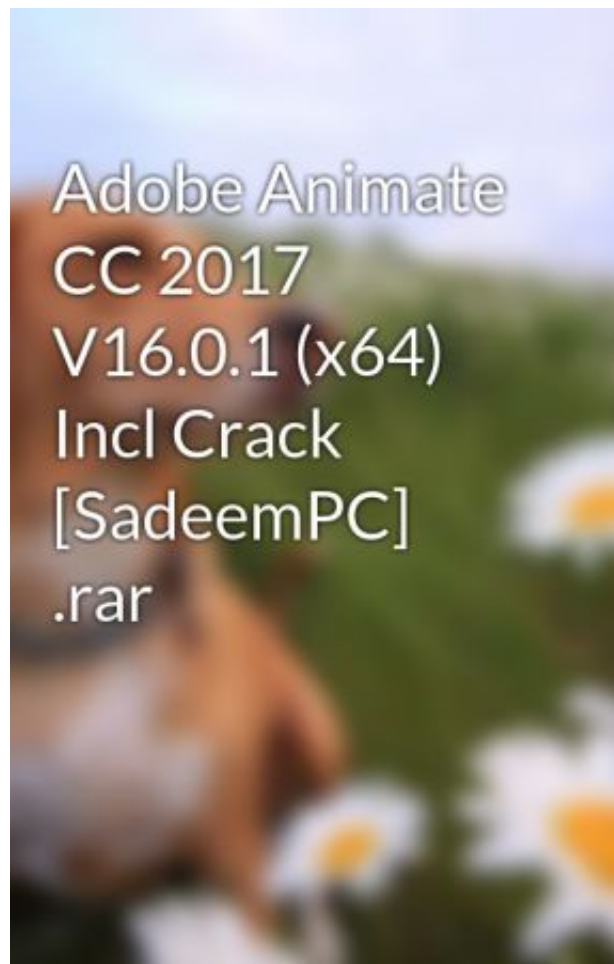 Adobe Animate
CC 2017
V16.0.1 (x64)
Incl Crack
[SadeemPC]
.rar